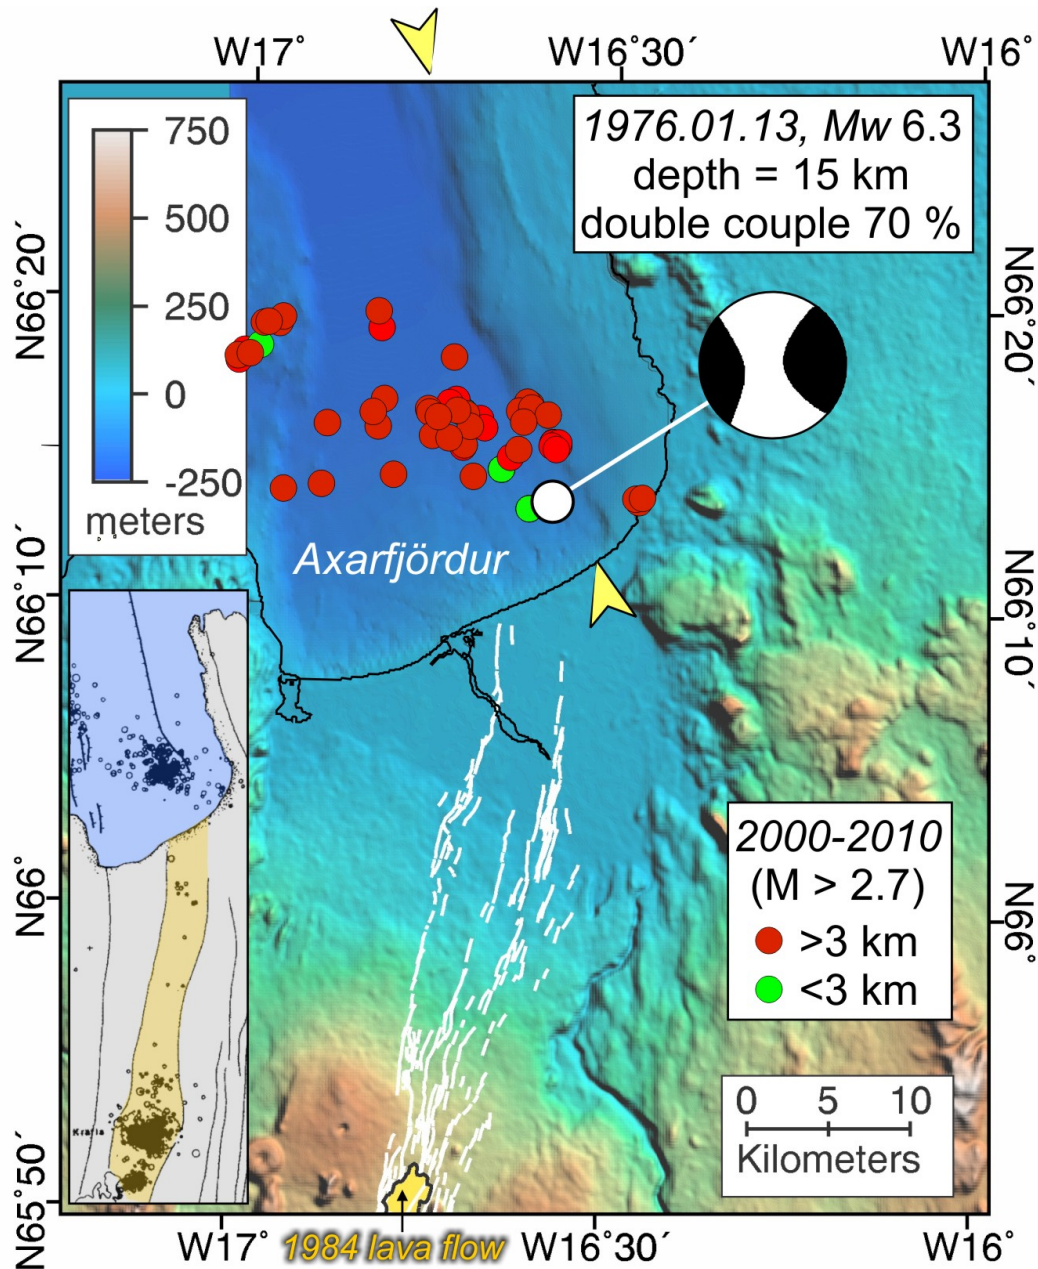 W17° W16°30´ W16°
1976.01.13, Mw 6.3
depth = 15 km
double couple 70 %
750
500
250
0
-250
meters
N66°20´
N66°20´
Axarfjördur
N66°10´
N66°10´
2000-2010
(M > 2.7)
>3 km
<3 km
N66°
N66°
Krafla
0 5 10
Kilometers
N65°50´
W17° 1984 lava flow W16°30´ W16°